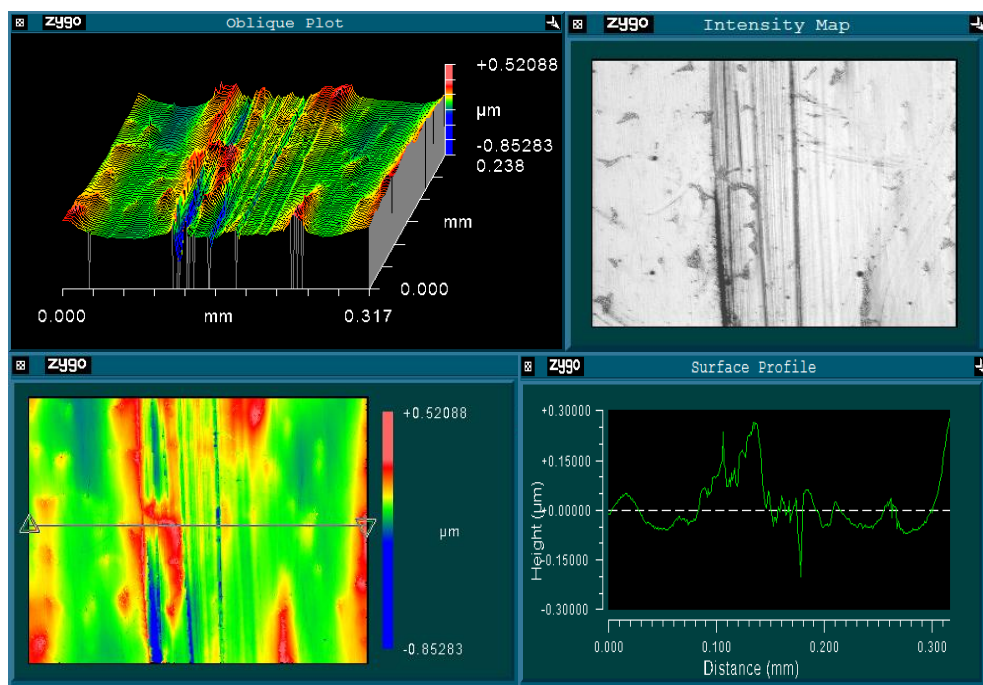 zygo Oblique Plot
+0.52088
µm
-0.85283
0.238
mm
0.000
0.000 mm 0.317
zygo Intensity Map
zygo
+0.52088
µm
-0.85283
zygo Surface Profile
+0.30000
+0.15000
+0.00000
-0.15000
-0.30000
Height (µm)
0.000 0.100 0.200 0.300
Distance (mm)